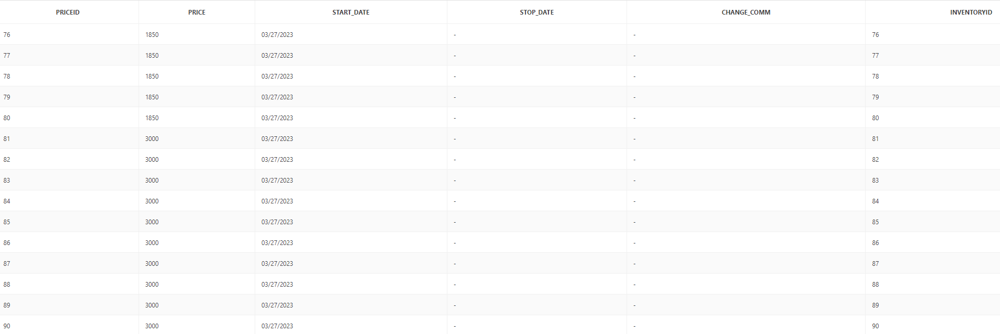 PRICEID PRICE START_DATE STOP_DATE CHANGE_COMM INVENTORYID
76 1850 03/27/2023 - - 76
77 1850 03/27/2023 - - 77
78 1850 03/27/2023 - - 78
79 1850 03/27/2023 - - 79
80 1850 03/27/2023 - - 80
81 3000 03/27/2023 - - 81
82 3000 03/27/2023 - - 82
83 3000 03/27/2023 - - 83
84 3000 03/27/2023 - - 84
85 3000 03/27/2023 - - 85
86 3000 03/27/2023 - - 86
87 3000 03/27/2023 - - 87
88 3000 03/27/2023 - - 88
89 3000 03/27/2023 - - 89
90 3000 03/27/2023 - - 90